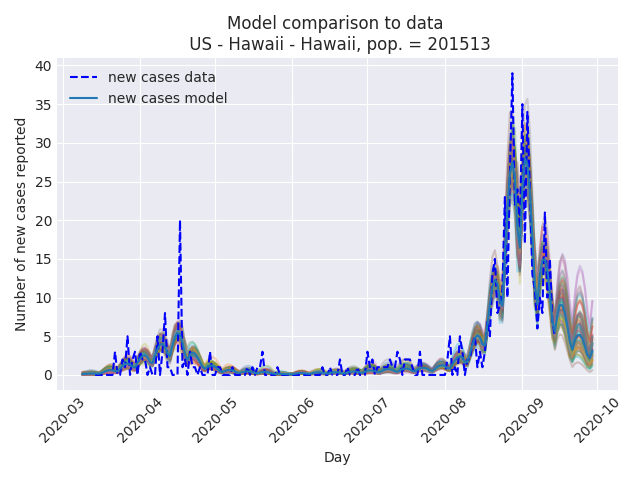 Model comparison to data
US - Hawaii - Hawaii, pop. = 201513
new cases data
new cases model
Number of new cases reported
40
35
30
25
20
15
10
5
0
2020-03
2020-04
2020-05
2020-06
2020-07
2020-08
2020-09
2020-10
Day